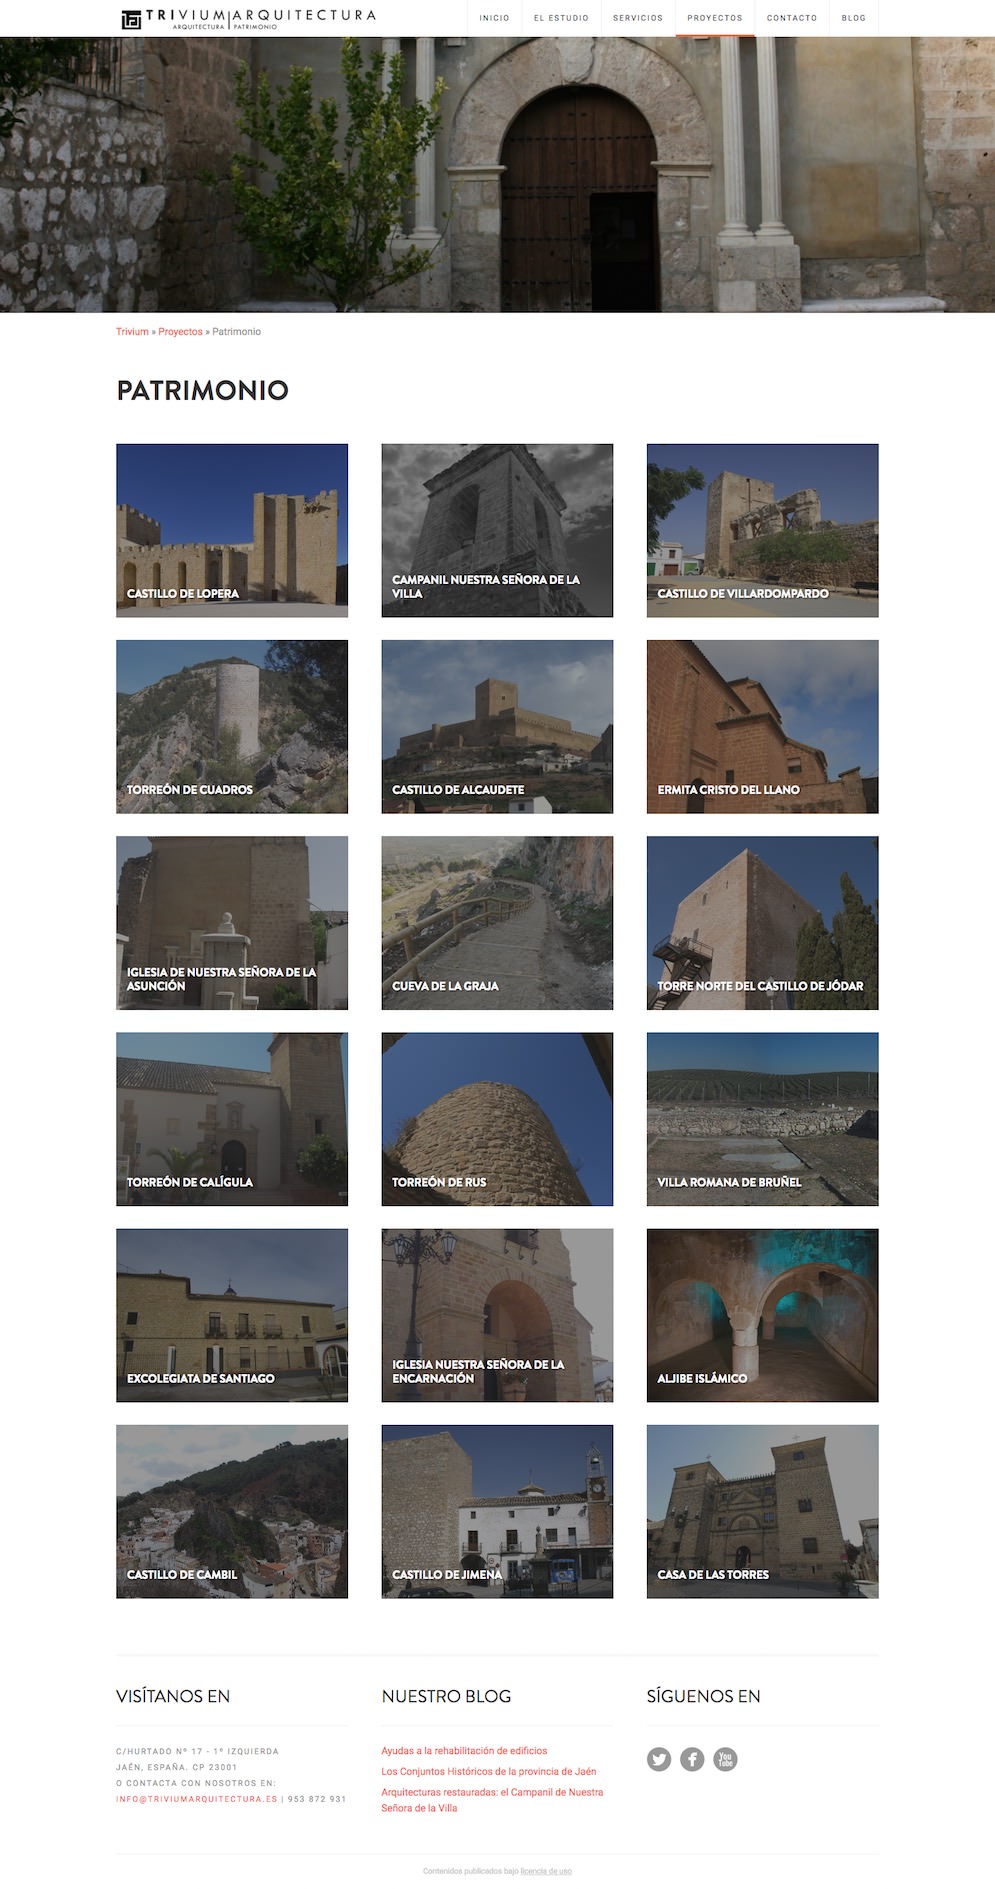 TRIVIUM|ARQUITECTURA
ARQUITECTURA | PATRIMONIO
INICIO
EL ESTUDIO
SERVICIOS
PROYECTOS
CONTACTO
BLOG
Trivium » Proyectos » Patrimonio
PATRIMONIO
CASTILLO DE LOPERA
CAMPANIL NUESTRA SEÑORA DE LA
VILLA
CASTILLO DE VILLARDOMPARDO
TORREÓN DE CUADROS
CASTILLO DE ALCAUDETE
ERMITA CRISTO DEL LLANO
IGLESIA DE NUESTRA SEÑORA DE LA
ASUNCIÓN
CUEVA DE LA GRAJA
TORRE NORTE DEL CASTILLO DE JÓDAR
TORREÓN DE CALÍGULA
TORREÓN DE RUS
VILLA ROMANA DE BRUÑEL
EXCOLEGIATA DE SANTIAGO
IGLESIA NUESTRA SEÑORA DE LA
ENCARNACIÓN
ALJIBE ISLÁMICO
CASTILLO DE CAMBIL
CASTILLO DE JIMENA
CASA DE LAS TORRES
VISÍTANOS EN
C/HURTADO Nº 17 - 1º IZQUIERDA
JAÉN, ESPAÑA. CP 23001
O CONTACTA CON NOSOTROS EN:
INFO@TRIVIUMARQUITECTURA.ES | 953 872 931
NUESTRO BLOG
Ayudas a la rehabilitación de edificios
Los Conjuntos Históricos de la provincia de Jaén
Arquitecturas restauradas: el Campanil de Nuestra
Señora de la Villa
SÍGUENOS EN
You
Tube
Contenidos publicados bajo licencia de uso